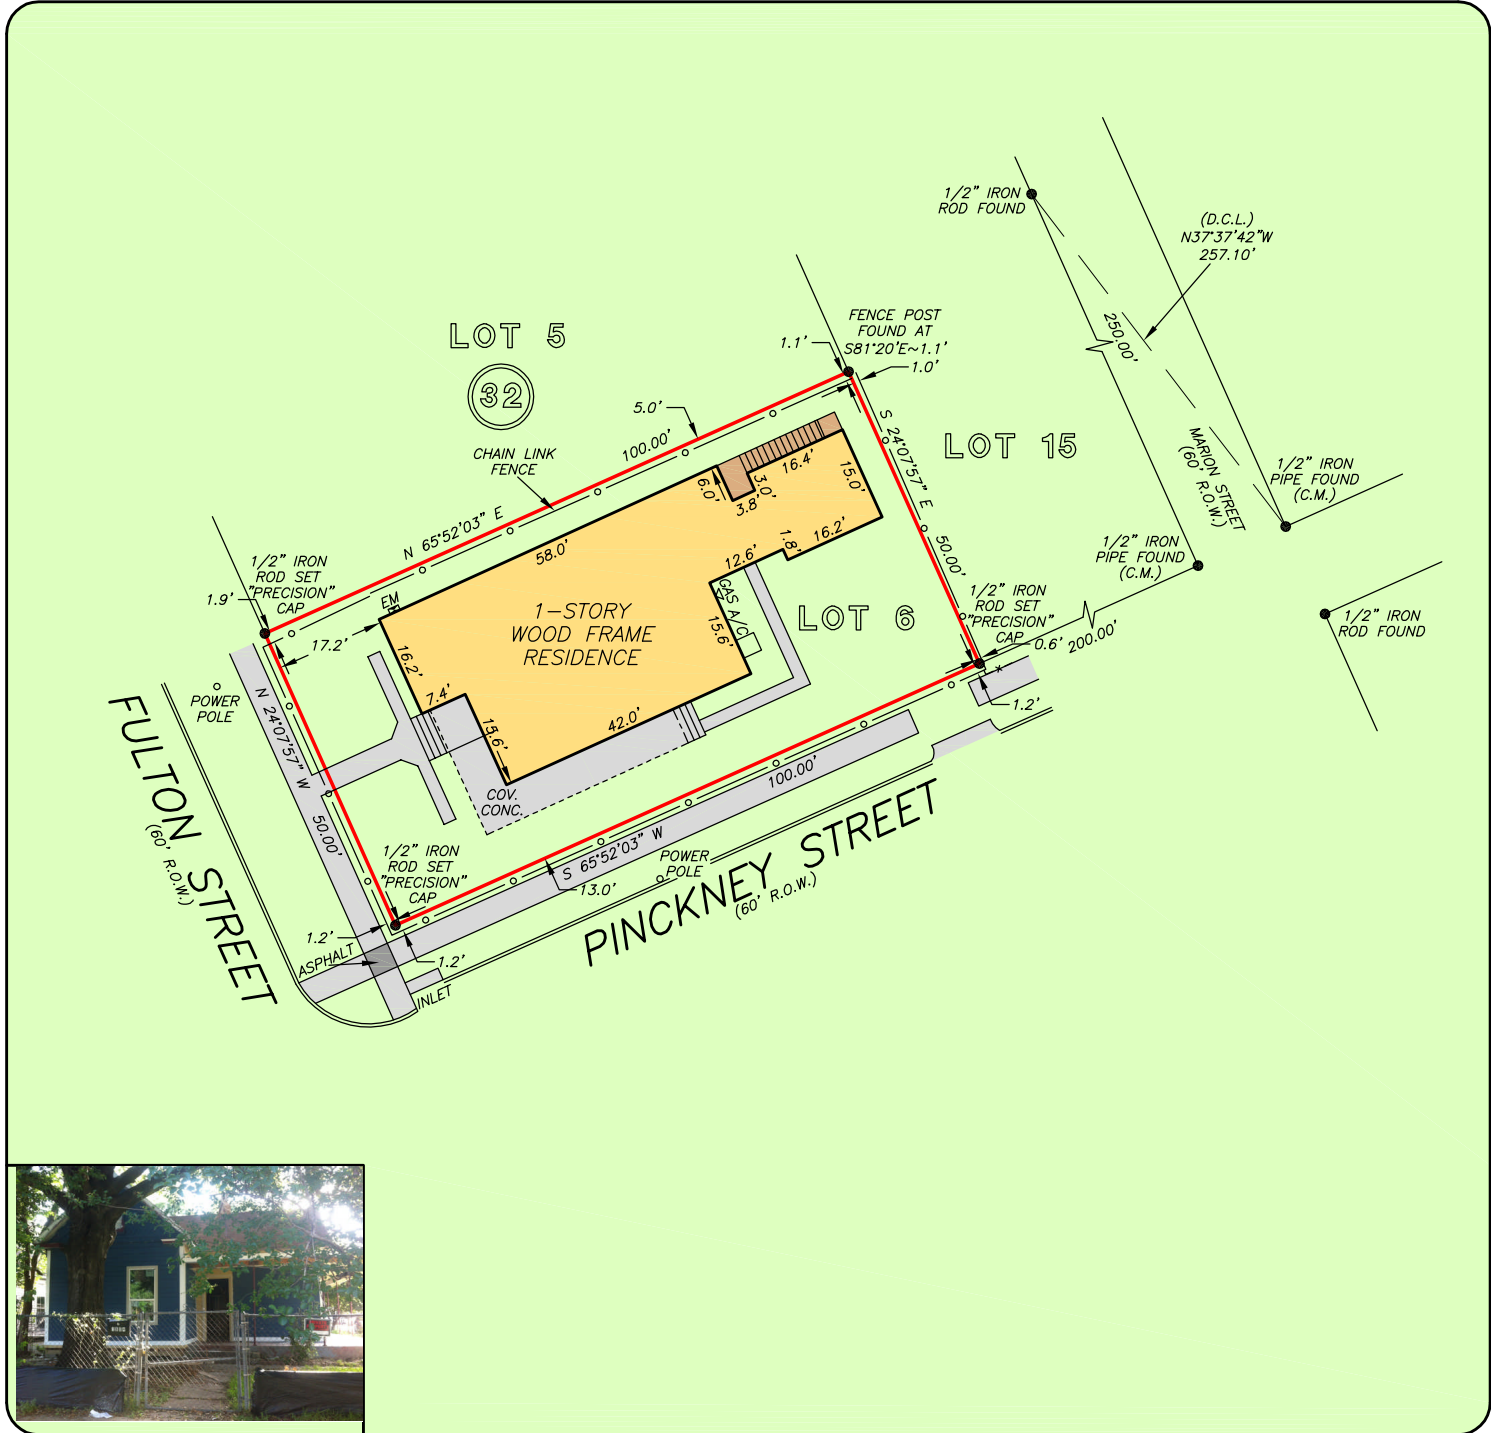 1/2" IRON
ROD FOUND
(D.C.L.)
N37°37'42"W
257.10'
250.00'
MARION STREET
(60' R.O.W.)
1/2" IRON
PIPE FOUND
(C.M.)
1/2" IRON
PIPE FOUND
(C.M.)
1/2" IRON
ROD FOUND
LOT 5
32
FENCE POST
FOUND AT
S81°20'E~1.1'
1.1'
1.0'
5.0'
100.00'
CHAIN LINK
FENCE
N 65°52'03" E
S 24°07'57" E
50.00'
LOT 15
1/2" IRON
ROD SET
"PRECISION"
CAP
1.9'
17.2'
EM
58.0'
6.0'
3.8'
3.0'
16.4'
15.0'
16.2'
1.8'
12.6'
GAS A/C
15.6'
1-STORY
WOOD FRAME
RESIDENCE
LOT 6
16.2'
7.4'
15.6'
42.0'
COV.
CONC.
1/2" IRON
ROD SET
"PRECISION"
CAP
0.6'
200.00'
*
1.2'
POWER
POLE
N 24°07'57" W
50.00'
FULTON STREET
(60' R.O.W.)
1/2" IRON
ROD SET
"PRECISION"
CAP
100.00'
S 65°52'03" W
13.0'
POWER
POLE
PINCKNEY STREET
(60' R.O.W.)
1.2'
1.2'
ASPHALT
INLET